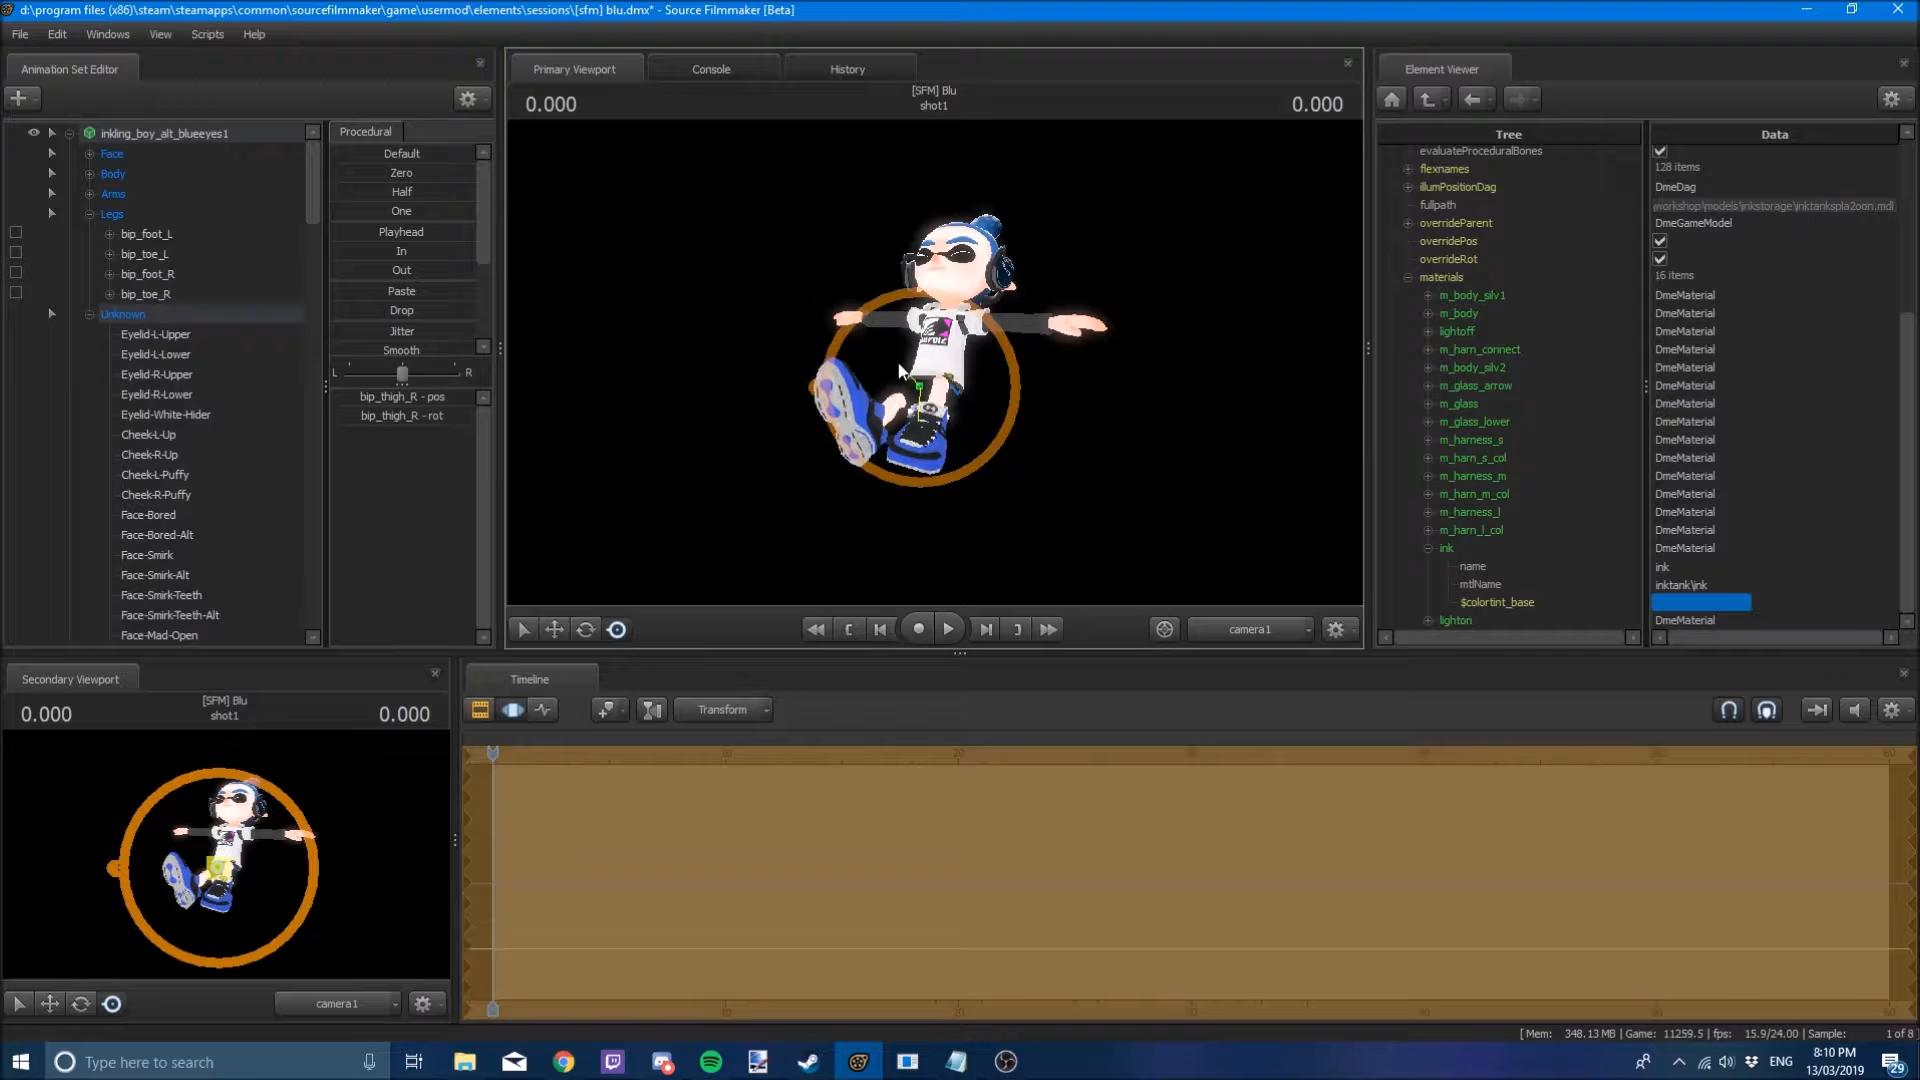 d:\program files (x86)\steam\steamapps\common\sourcefilmmaker\game\usermod\elements\sessions\[sfm] blu.dmx* - Source Filmmaker [Beta]
File Edit Windows View Scripts Help
Animation Set Editor
inkling_boy_alt_blueeyes1
Face
Body
Arms
Legs
bip_foot_L
bip_toe_L
bip_foot_R
bip_toe_R
Unknown
Eyelid-L-Upper
Eyelid-L-Lower
Eyelid-R-Upper
Eyelid-R-Lower
Eyelid-White-Hider
Cheek-L-Up
Cheek-R-Up
Cheek-L-Puffy
Cheek-R-Puffy
Face-Bored
Face-Bored-Alt
Face-Smirk
Face-Smirk-Alt
Face-Smirk-Teeth
Face-Smirk-Teeth-Alt
Face-Mad-Open
Procedural
Default
Zero
Half
One
Playhead
In
Out
Paste
Drop
Jitter
Smooth
L R
bip_thigh_R - pos
bip_thigh_R - rot
Primary Viewport Console History
0.000 [SFM] Blu 0.000
shot1
camera1
Element Viewer
Tree Data
evaluateProceduralBones
flexnames 128 items
illumPositionDag DmeDag
fullpath workshop\models\inkstorage\inktankspla2oon.mdl
overrideParent DmeGameModel
overridePos
overrideRot
materials 16 items
m_body_silv1 DmeMaterial
m_body DmeMaterial
lightoff DmeMaterial
m_harn_connect DmeMaterial
m_body_silv2 DmeMaterial
m_glass_arrow DmeMaterial
m_glass DmeMaterial
m_glass_lower DmeMaterial
m_harness_s DmeMaterial
m_harn_s_col DmeMaterial
m_harness_m DmeMaterial
m_harn_m_col DmeMaterial
m_harness_l DmeMaterial
m_harn_l_col DmeMaterial
ink DmeMaterial
name ink
mtlName inktank\ink
$colortint_base
lighton DmeMaterial
Secondary Viewport
0.000 [SFM] Blu 0.000
shot1
camera1
Timeline
Transform
[ Mem: 348.13 MB | Game: 11259.5 | fps: 15.9/24.00 | Sample: 1 of 8
Type here to search
ENG
8:10 PM
13/03/2019
29